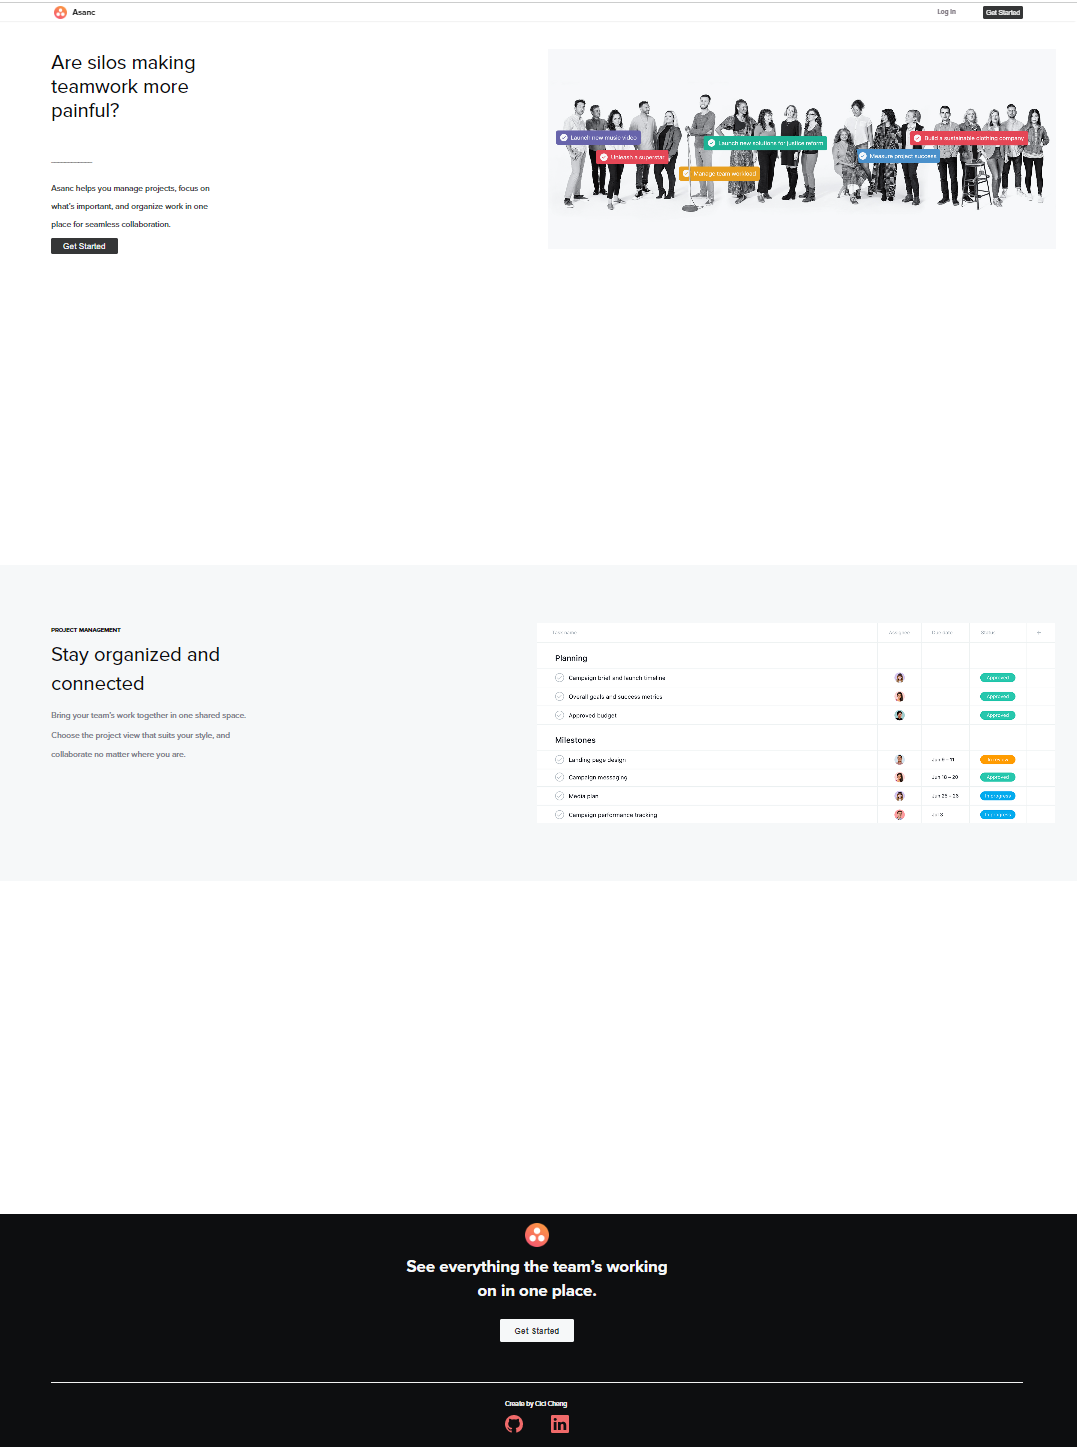 Asanc
Log In
Get Started
Are silos making
teamwork more
painful?
Asanc helps you manage projects, focus on
what's important, and organize work in one
place for seamless collaboration.
Get Started
Launch new music video
Unleash a superstar
Launch new solutions for justice reform
Manage team workload
Measure project success
Build a sustainable clothing company
PROJECT MANAGEMENT
Stay organized and
connected
Bring your team's work together in one shared space.
Choose the project view that suits your style, and
collaborate no matter where you are.
Task name Assignee Due date Status +
Planning
Campaign brief and launch timeline Approved
Overall goals and success metrics Approved
Approved budget Approved
Milestones
Landing page design In review
Campaign messaging Jun 18 – 20 Approved
Media plan Jun 25 – 23 In progress
Campaign performance tracking In progress
See everything the team's working
on in one place.
Get Started
Create by Cici Cheng